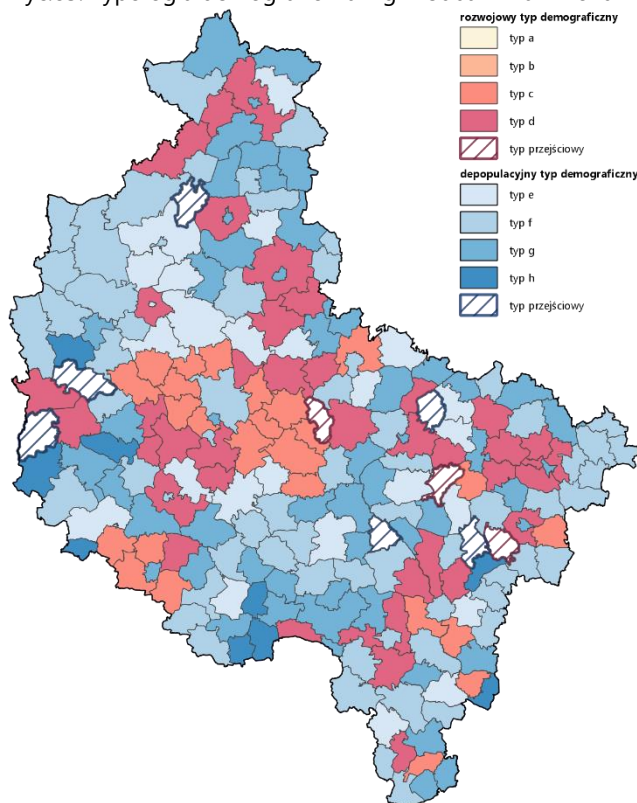 rozwojowy typ demograficzny
typ a
typ b
typ c
typ d
typ przejściowy
depopulacyjny typ demograficzny
typ e
typ f
typ g
typ h
typ przejściowy